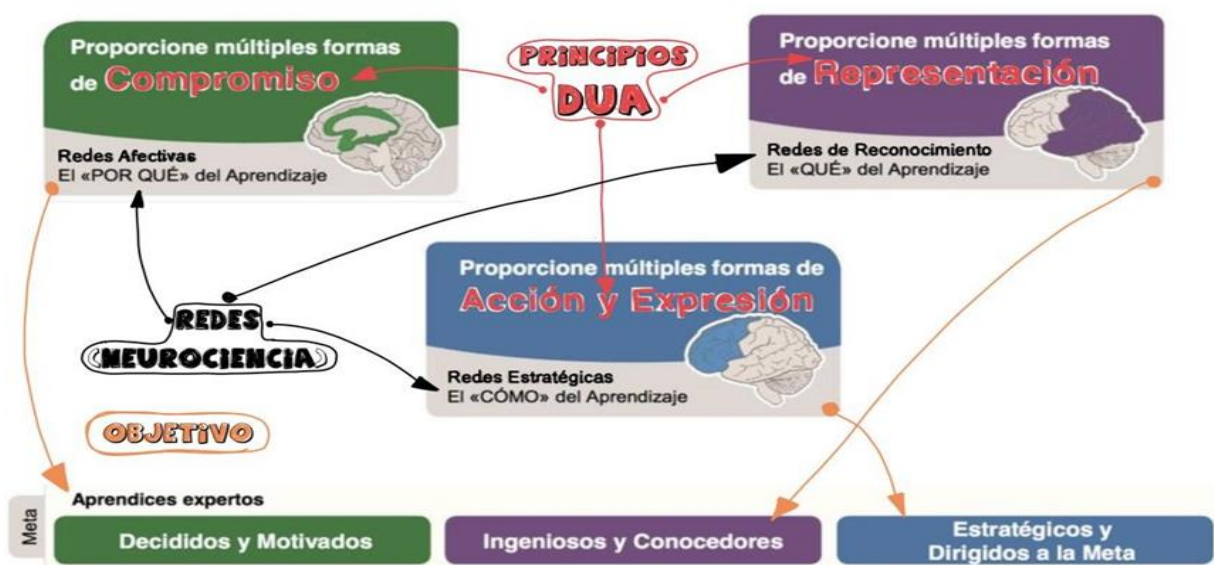 Proporcione múltiples formas
de Compromiso
Redes Afectivas
El «POR QUÉ» del Aprendizaje
PRINCIPIOS
DUA
Proporcione múltiples formas
de Representación
Redes de Reconocimiento
El «QUÉ» del Aprendizaje
Proporcione múltiples formas de
Acción y Expresión
Redes Estratégicas
El «CÓMO» del Aprendizaje
REDES
(NEUROCIENCIA)
OBJETIVO
Meta
Aprendices expertos
Decididos y Motivados
Ingeniosos y Conocedores
Estratégicos y
Dirigidos a la Meta